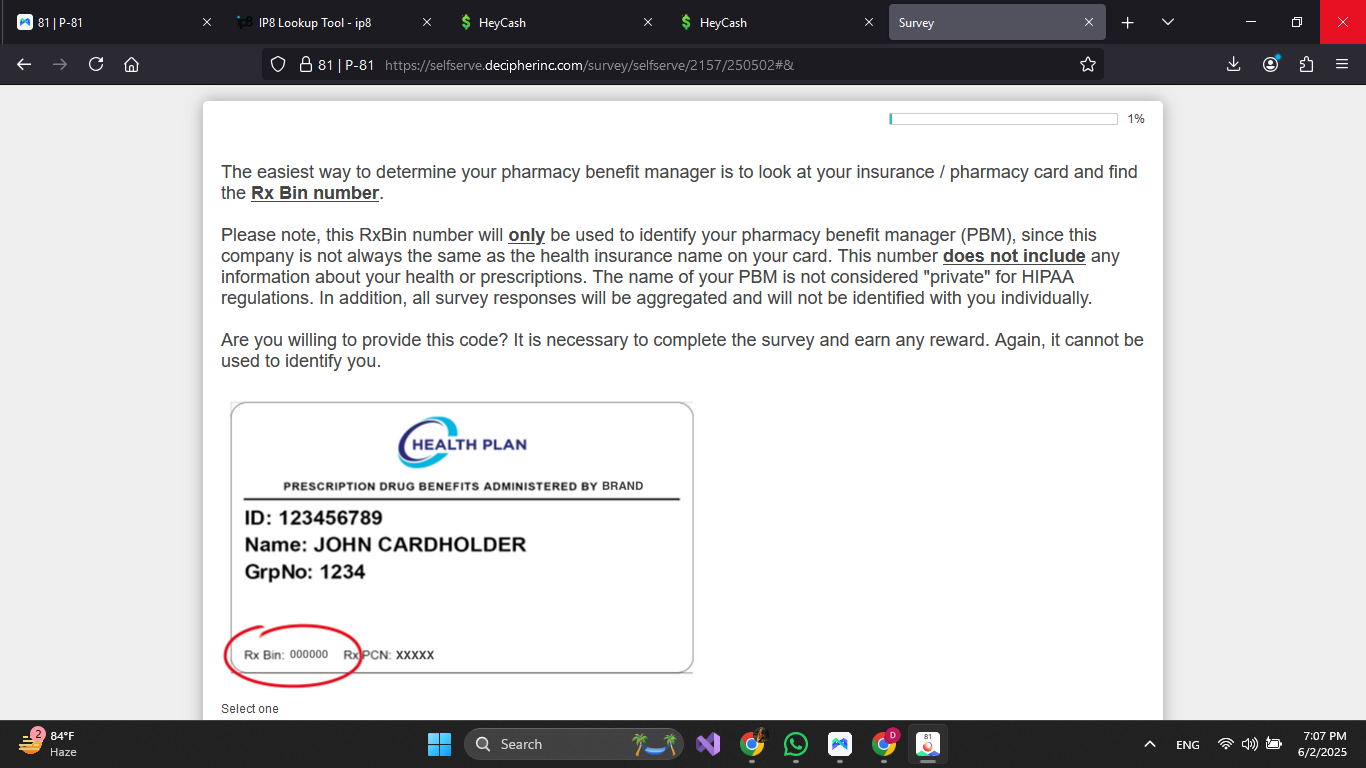 81 | P-81
IP8 Lookup Tool - ip8
HeyCash
HeyCash
Survey
81 | P-81 https://selfserve.decipherinc.com/survey/selfserve/2157/250502#&
1%
The easiest way to determine your pharmacy benefit manager is to look at your insurance / pharmacy card and find
the Rx Bin number.
Please note, this RxBin number will only be used to identify your pharmacy benefit manager (PBM), since this
company is not always the same as the health insurance name on your card. This number does not include any
information about your health or prescriptions. The name of your PBM is not considered "private" for HIPAA
regulations. In addition, all survey responses will be aggregated and will not be identified with you individually.
Are you willing to provide this code? It is necessary to complete the survey and earn any reward. Again, it cannot be
used to identify you.
HEALTH PLAN
PRESCRIPTION DRUG BENEFITS ADMINISTERED BY BRAND
ID: 123456789
Name: JOHN CARDHOLDER
GrpNo: 1234
Rx Bin: 000000 RxPCN: XXXXX
Select one
2
84°F
Haze
Search
D
81
ENG
7:07 PM
6/2/2025